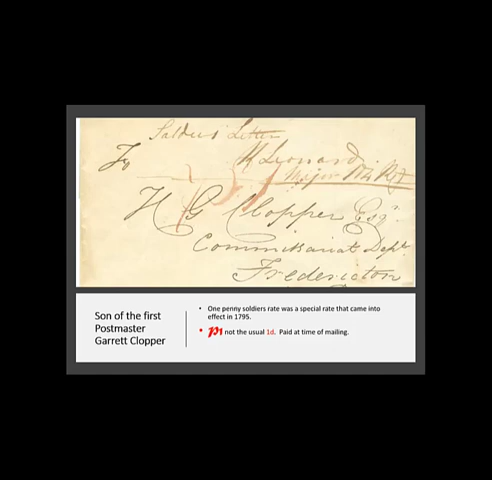 Soldiers Letter
To
H Leonard
Major 104 Rgt
H G Clopper Esqr.
Commissariat Dept.
Fredericton
Son of the first
Postmaster
Garrett Clopper
• One penny soldiers rate was a special rate that came into
effect in 1795.
• not the usual 1d. Paid at time of mailing.